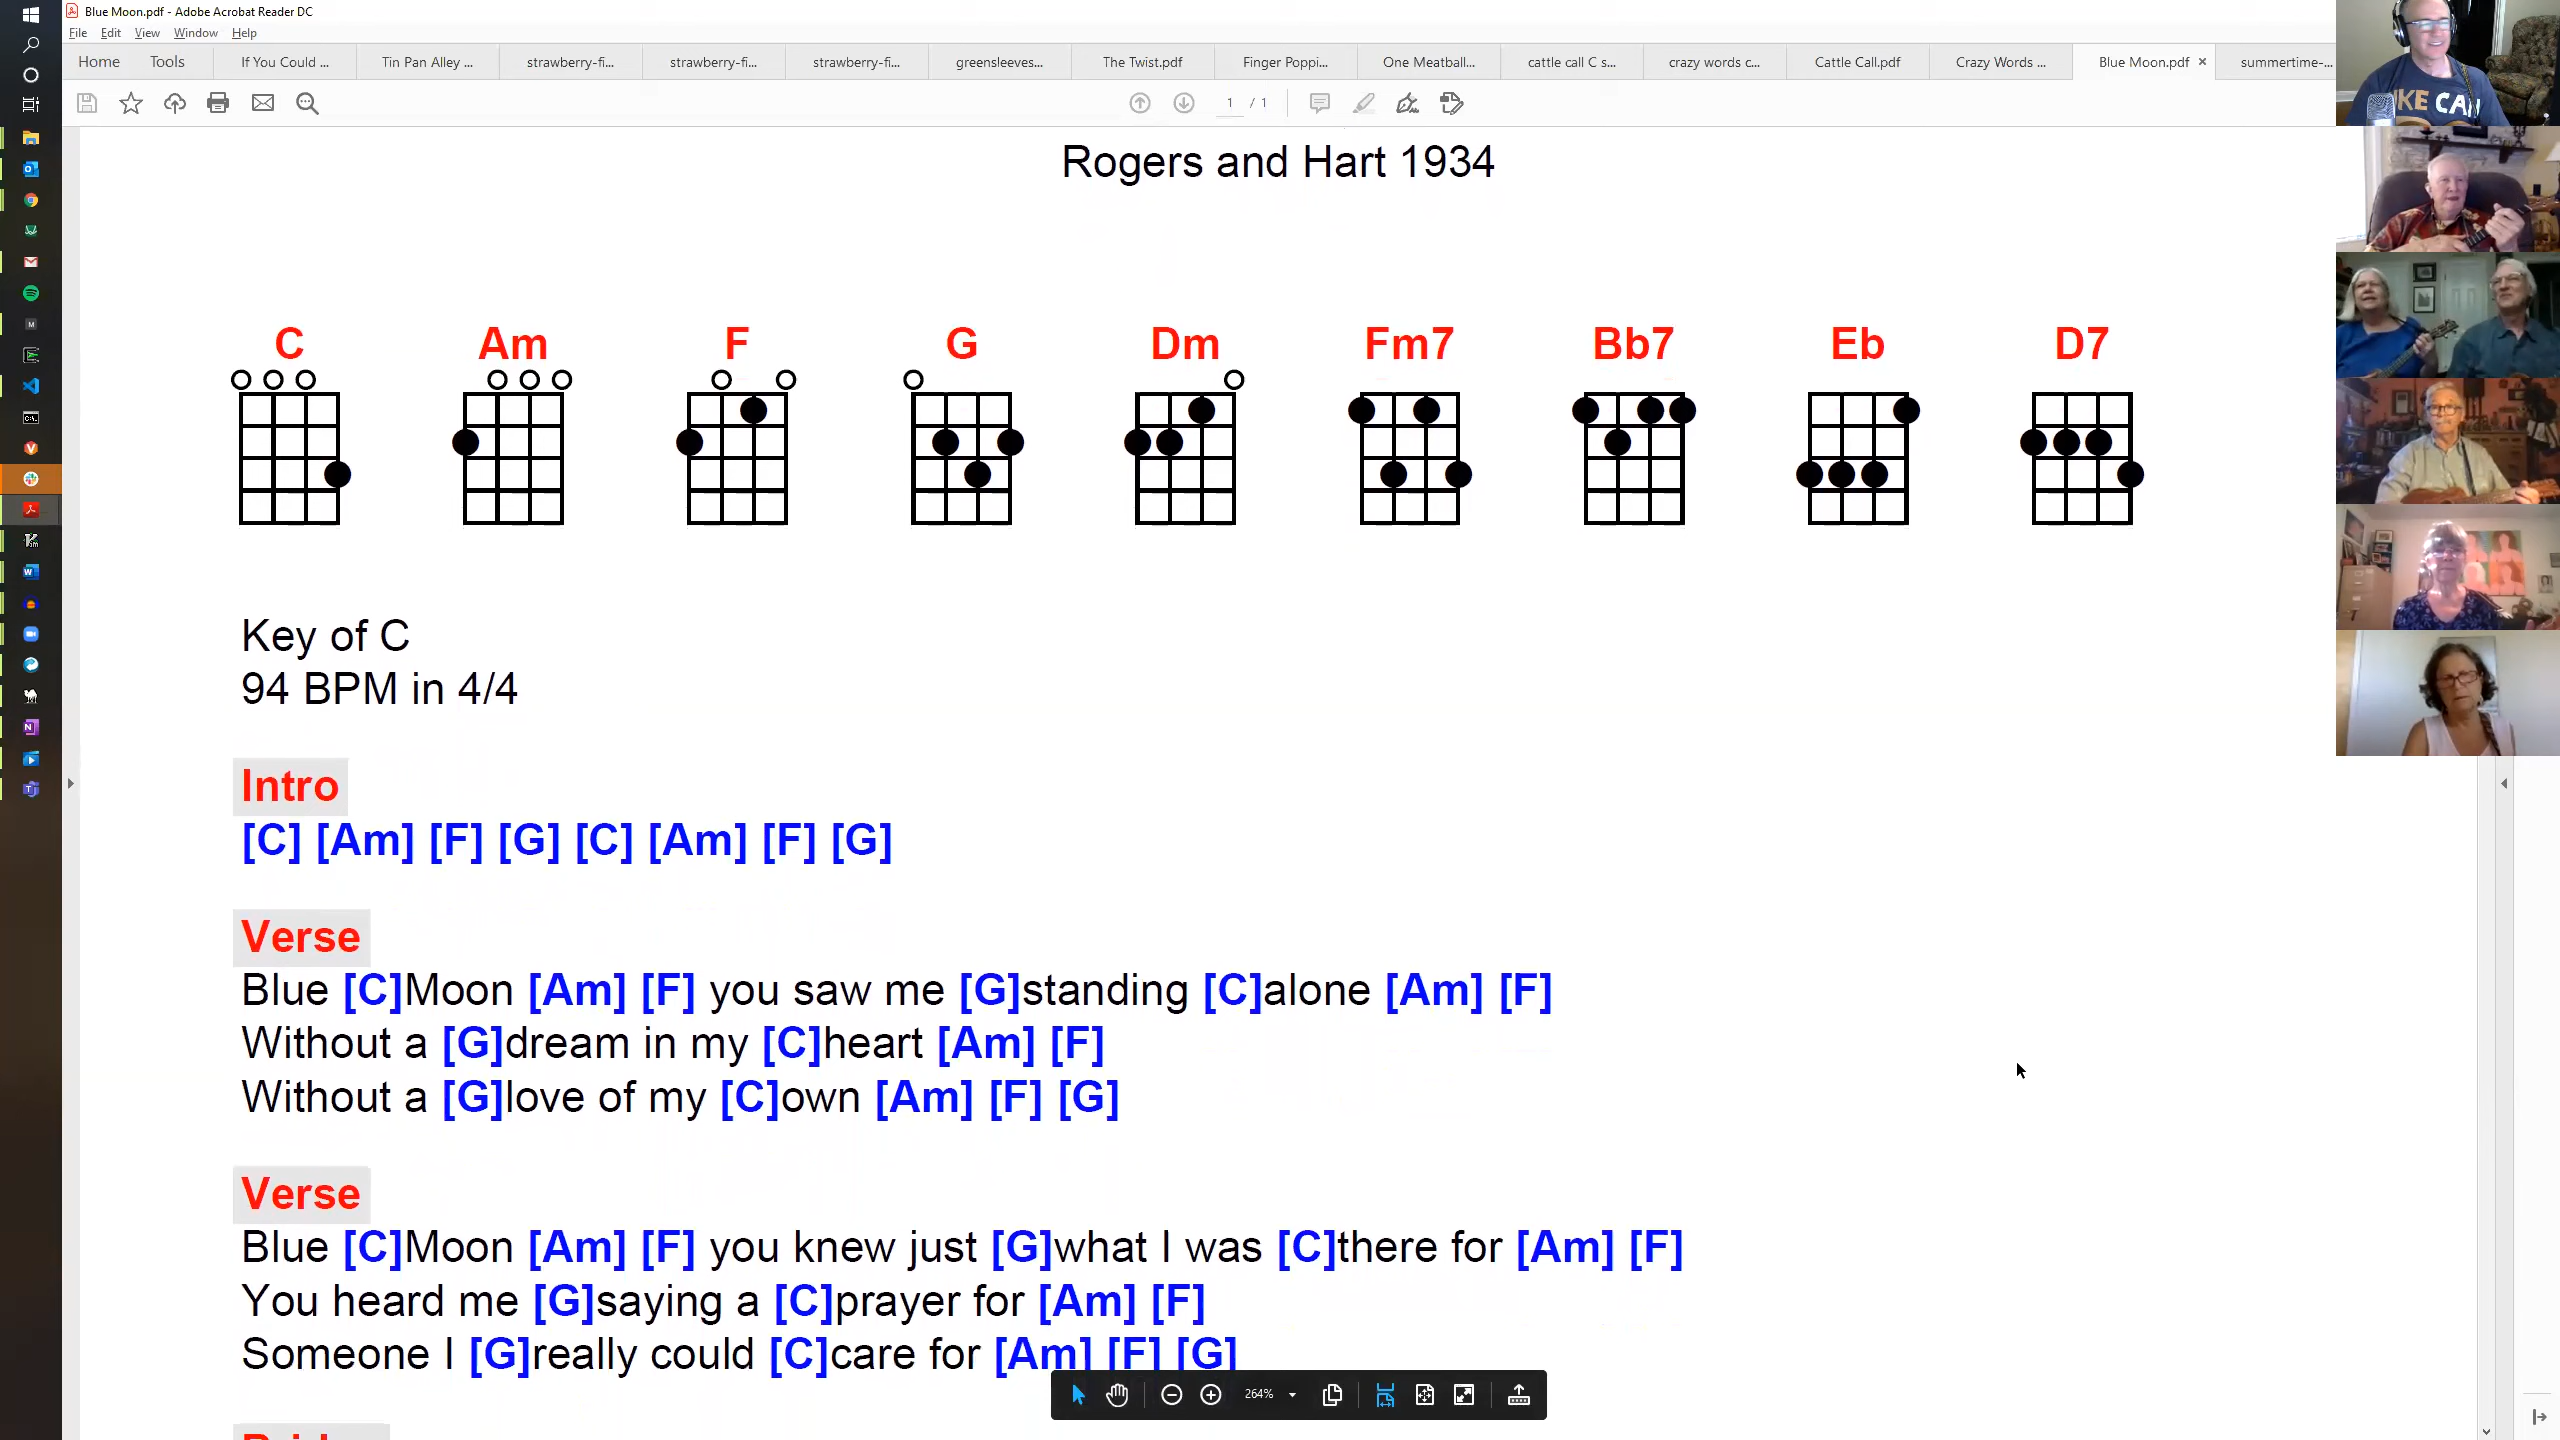 Blue Moon.pdf - Adobe Acrobat Reader DC
File Edit View Window Help
Home Tools If You Could ... Tin Pan Alley ... strawberry-fi... strawberry-fi... strawberry-fi... greensleeves... The Twist.pdf Finger Poppi... One Meatball... cattle call C s... crazy words c... Cattle Call.pdf Crazy Words ... Blue Moon.pdf × summertime-...
1 / 1
UKE CAN
Rogers and Hart 1934
C Am F G Dm Fm7 Bb7 Eb D7
Key of C
94 BPM in 4/4
Intro
[C] [Am] [F] [G] [C] [Am] [F] [G]
Verse
Blue [C]Moon [Am] [F] you saw me [G]standing [C]alone [Am] [F]
Without a [G]dream in my [C]heart [Am] [F]
Without a [G]love of my [C]own [Am] [F] [G]
Verse
Blue [C]Moon [Am] [F] you knew just [G]what I was [C]there for [Am] [F]
You heard me [G]saying a [C]prayer for [Am] [F]
Someone I [G]really could [C]care for [Am] [F] [G]
264%